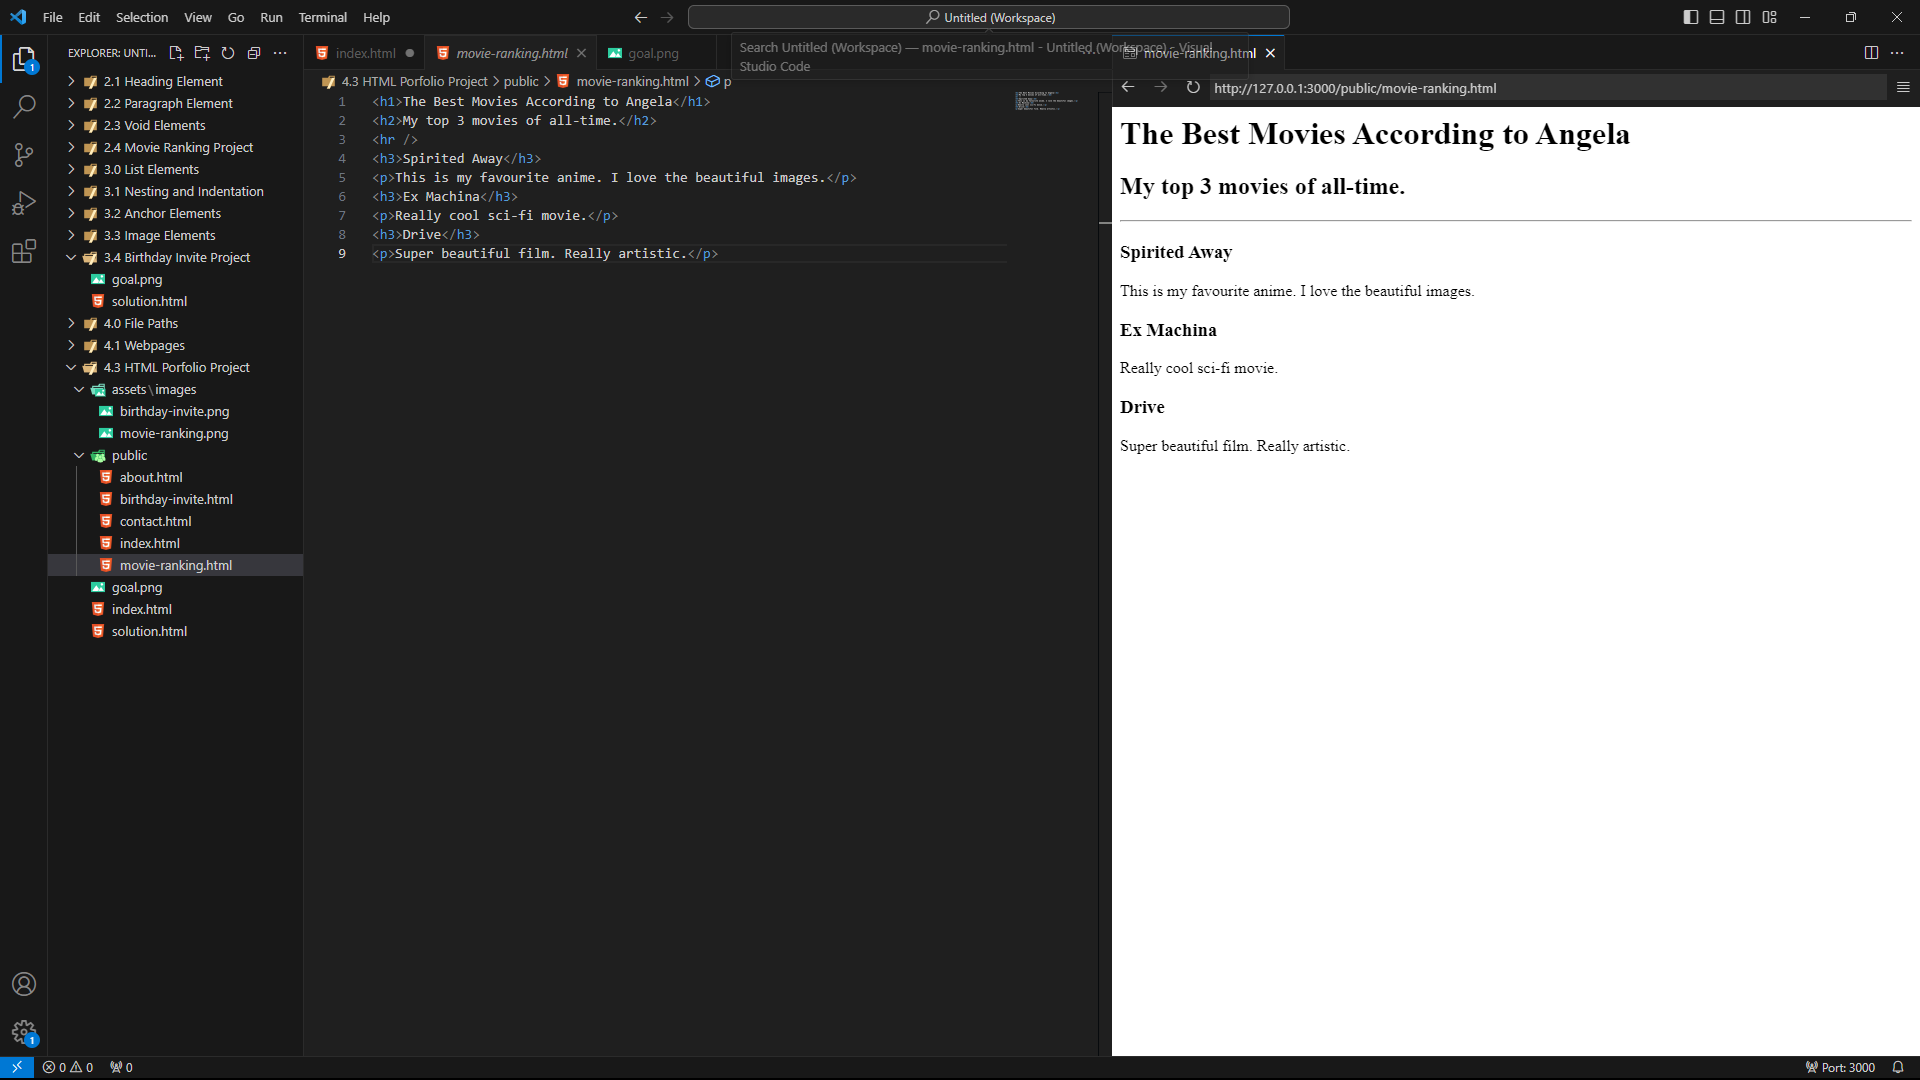 File Edit Selection View Go Run Terminal Help
Untitled (Workspace)
EXPLORER: UNTI...
1
2.1 Heading Element
2.2 Paragraph Element
2.3 Void Elements
2.4 Movie Ranking Project
3.0 List Elements
3.1 Nesting and Indentation
3.2 Anchor Elements
3.3 Image Elements
3.4 Birthday Invite Project
goal.png
solution.html
4.0 File Paths
4.1 Webpages
4.3 HTML Porfolio Project
assets\images
birthday-invite.png
movie-ranking.png
public
about.html
birthday-invite.html
contact.html
index.html
movie-ranking.html
goal.png
index.html
solution.html
1
index.html
movie-ranking.html
goal.png
Search Untitled (Workspace) — movie-ranking.html - Untitled (Workspace) - Visual
Studio Code
4.3 HTML Porfolio Project > public > movie-ranking.html > p
1 <h1>The Best Movies According to Angela</h1>
2 <h2>My top 3 movies of all-time.</h2>
3 <hr />
4 <h3>Spirited Away</h3>
5 <p>This is my favourite anime. I love the beautiful images.</p>
6 <h3>Ex Machina</h3>
7 <p>Really cool sci-fi movie.</p>
8 <h3>Drive</h3>
9 <p>Super beautiful film. Really artistic.</p>
movie-ranking.html
http://127.0.0.1:3000/public/movie-ranking.html
The Best Movies According to Angela
My top 3 movies of all-time.
Spirited Away
This is my favourite anime. I love the beautiful images.
Ex Machina
Really cool sci-fi movie.
Drive
Super beautiful film. Really artistic.
0 0 0
Port: 3000